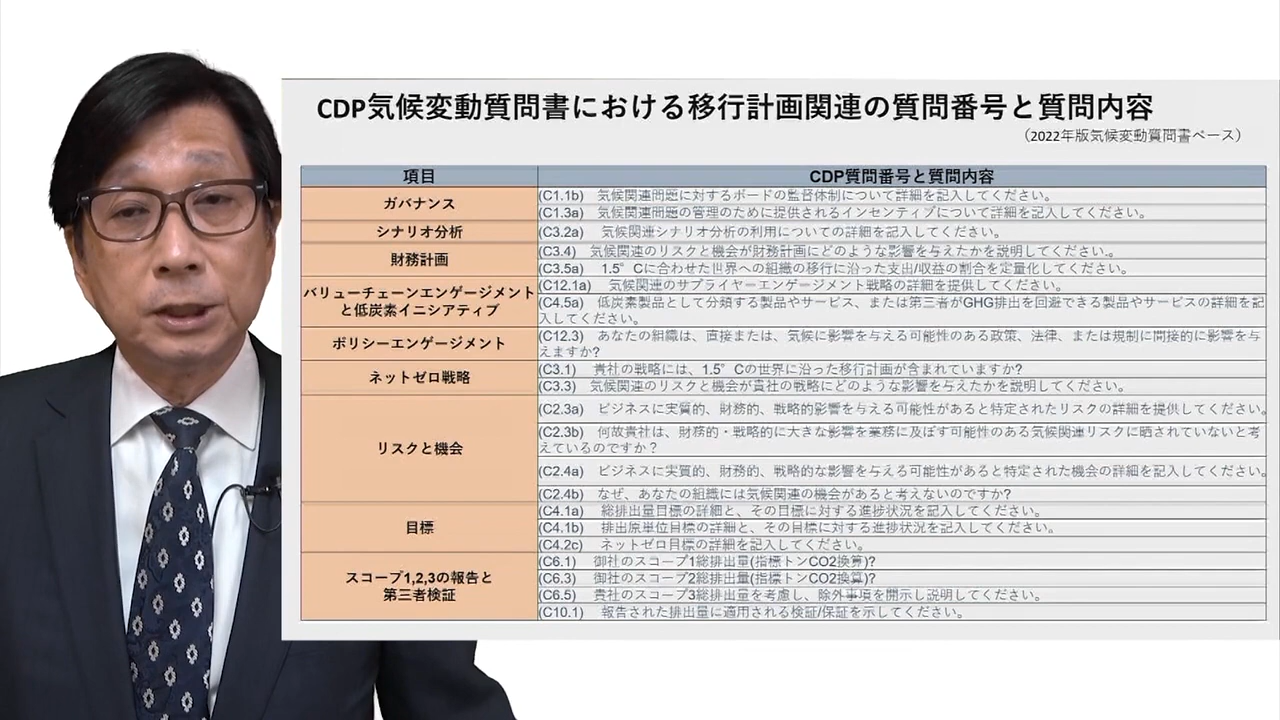 CDP気候変動質問書における移行計画関連の質問番号と質問内容
（2022年版気候変動質問書ベース）
項目
CDP質問番号と質問内容
ガバナンス
(C1.1b) 気候関連問題に対するボードの監督体制について詳細を記入してください。
(C1.3a) 気候関連問題の管理のために提供されるインセンティブについて詳細を記入してください。
シナリオ分析
(C3.2a) 気候関連シナリオ分析の利用についての詳細を記入してください。
財務計画
(C3.4) 気候関連のリスクと機会が財務計画にどのような影響を与えたかを説明してください。
(C3.5a) 1.5°Cに合わせた世界への組織の移行に沿った支出/収益の割合を定量化してください。
バリューチェーンエンゲージメント
と低炭素イニシアティブ
(C12.1a) 気候関連のサプライヤーエンゲージメント戦略の詳細を提供してください。
(C4.5a) 低炭素製品として分類する製品やサービス、または第三者がGHG排出を回避できる製品やサービスの詳細を記
入してください。
ポリシーエンゲージメント
(C12.3) あなたの組織は、直接または、気候に影響を与える可能性のある政策、法律、または規制に間接的に影響を与
えますか?
ネットゼロ戦略
(C3.1) 貴社の戦略には、1.5°Cの世界に沿った移行計画が含まれていますか?
(C3.3) 気候関連のリスクと機会が貴社の戦略にどのような影響を与えたかを説明してください。
リスクと機会
(C2.3a) ビジネスに実質的、財務的、戦略的影響を与える可能性があると特定されたリスクの詳細を提供してください。
(C2.3b) 何故貴社は、財務的・戦略的に大きな影響を業務に及ぼす可能性のある気候関連リスクに晒されていないと考
えているのですか？
(C2.4a) ビジネスに実質的、財務的、戦略的な影響を与える可能性があると特定された機会の詳細を記入してください。
(C2.4b) なぜ、あなたの組織には気候関連の機会があると考えないのですか?
目標
(C4.1a) 総排出量目標の詳細と、その目標に対する進捗状況を記入してください。
(C4.1b) 排出原単位目標の詳細と、その目標に対する進捗状況を記入してください。
(C4.2c) ネットゼロ目標の詳細を記入してください。
スコープ1,2,3の報告と
第三者検証
(C6.1) 御社のスコープ1総排出量(指標トンCO2換算)?
(C6.3) 御社のスコープ2総排出量(指標トンCO2換算)?
(C6.5) 貴社のスコープ3総排出量を考慮し、除外事項を開示し説明してください。
(C10.1) 報告された排出量に適用される検証/保証を示してください。